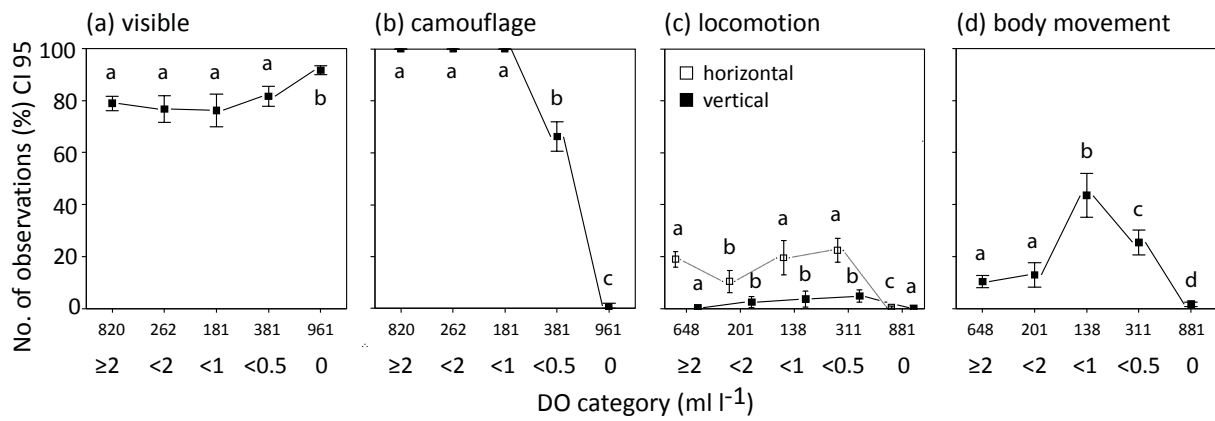 (a) visible
(b) camouflage
(c) locomotion
(d) body movement
No. of observations (%) CI 95
100
80
60
40
20
0
a a a a b
a a a b c
horizontal
vertical
a b a a c
a b b b a
a a b c d
820 262 181 381 961
820 262 181 381 961
648 201 138 311 881
648 201 138 311 881
≥2 <2 <1 <0.5 0
≥2 <2 <1 <0.5 0
≥2 <2 <1 <0.5 0
≥2 <2 <1 <0.5 0
DO category (ml l-1)